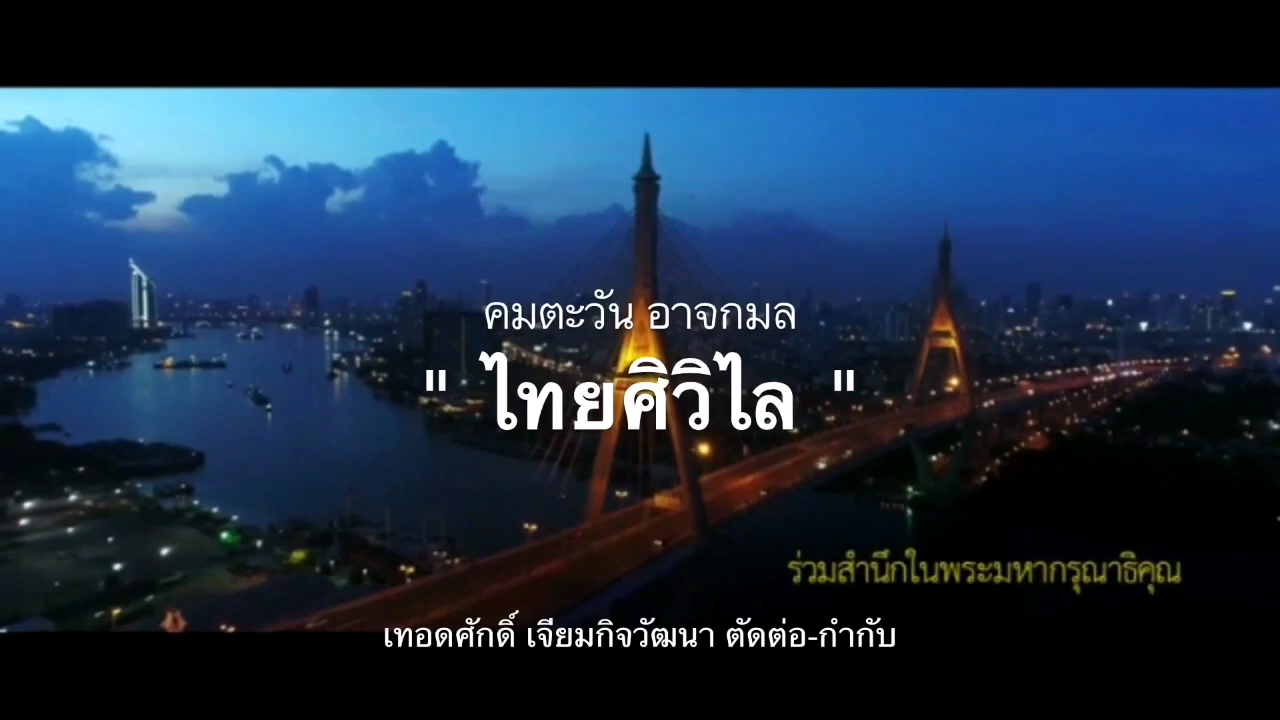 คมตะวัน อาจกมล
" ไทยศิวิไล "
ร่วมสำนึกในพระมหากรุณาธิคุณ
เทอดศักดิ์ เจียมกิจวัฒนา ตัดต่อ-กำกับ